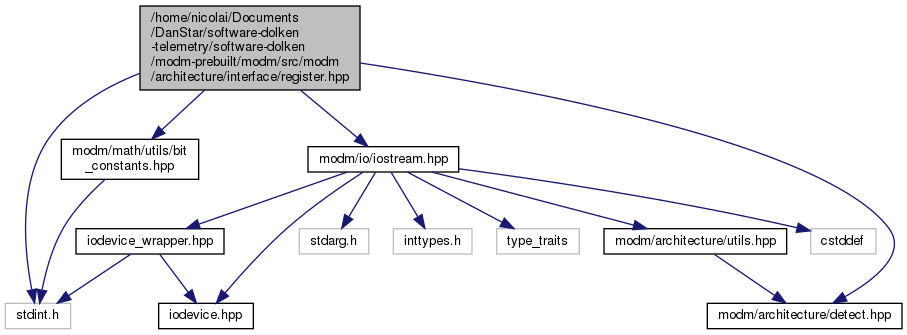 /home/nicolai/Documents
/DanStar/software-dolken
-telemetry/software-dolken
/modm-prebuilt/modm/src/modm
/architecture/interface/register.hpp
modm/math/utils/bit
_constants.hpp
modm/io/iostream.hpp
iodevice_wrapper.hpp
stdarg.h
inttypes.h
type_traits
modm/architecture/utils.hpp
cstddef
stdint.h
iodevice.hpp
modm/architecture/detect.hpp